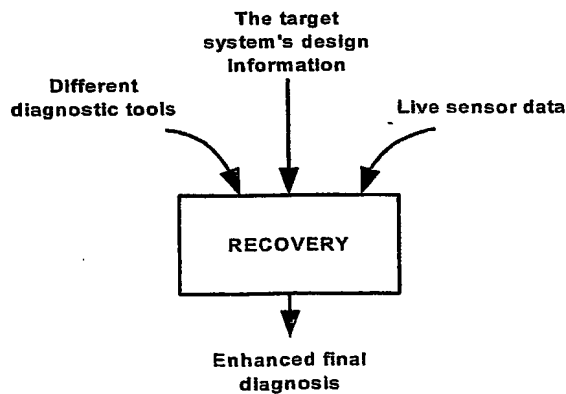 The target
system's design
Information
Different
diagnostic tools
Live sensor data
RECOVERY
Enhanced final
diagnosis